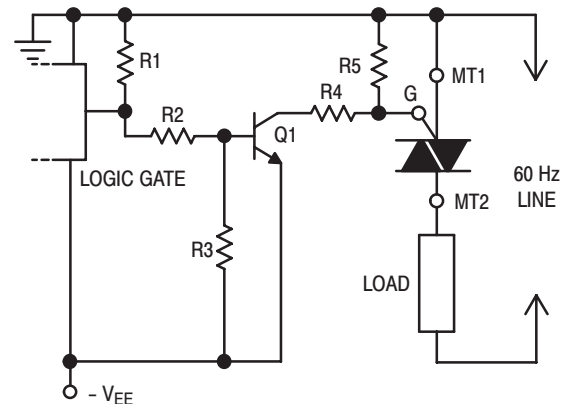 R1
R5
MT1
G
R4
R2
Q1
LOGIC GATE
60 Hz
LINE
MT2
R3
LOAD
– VEE